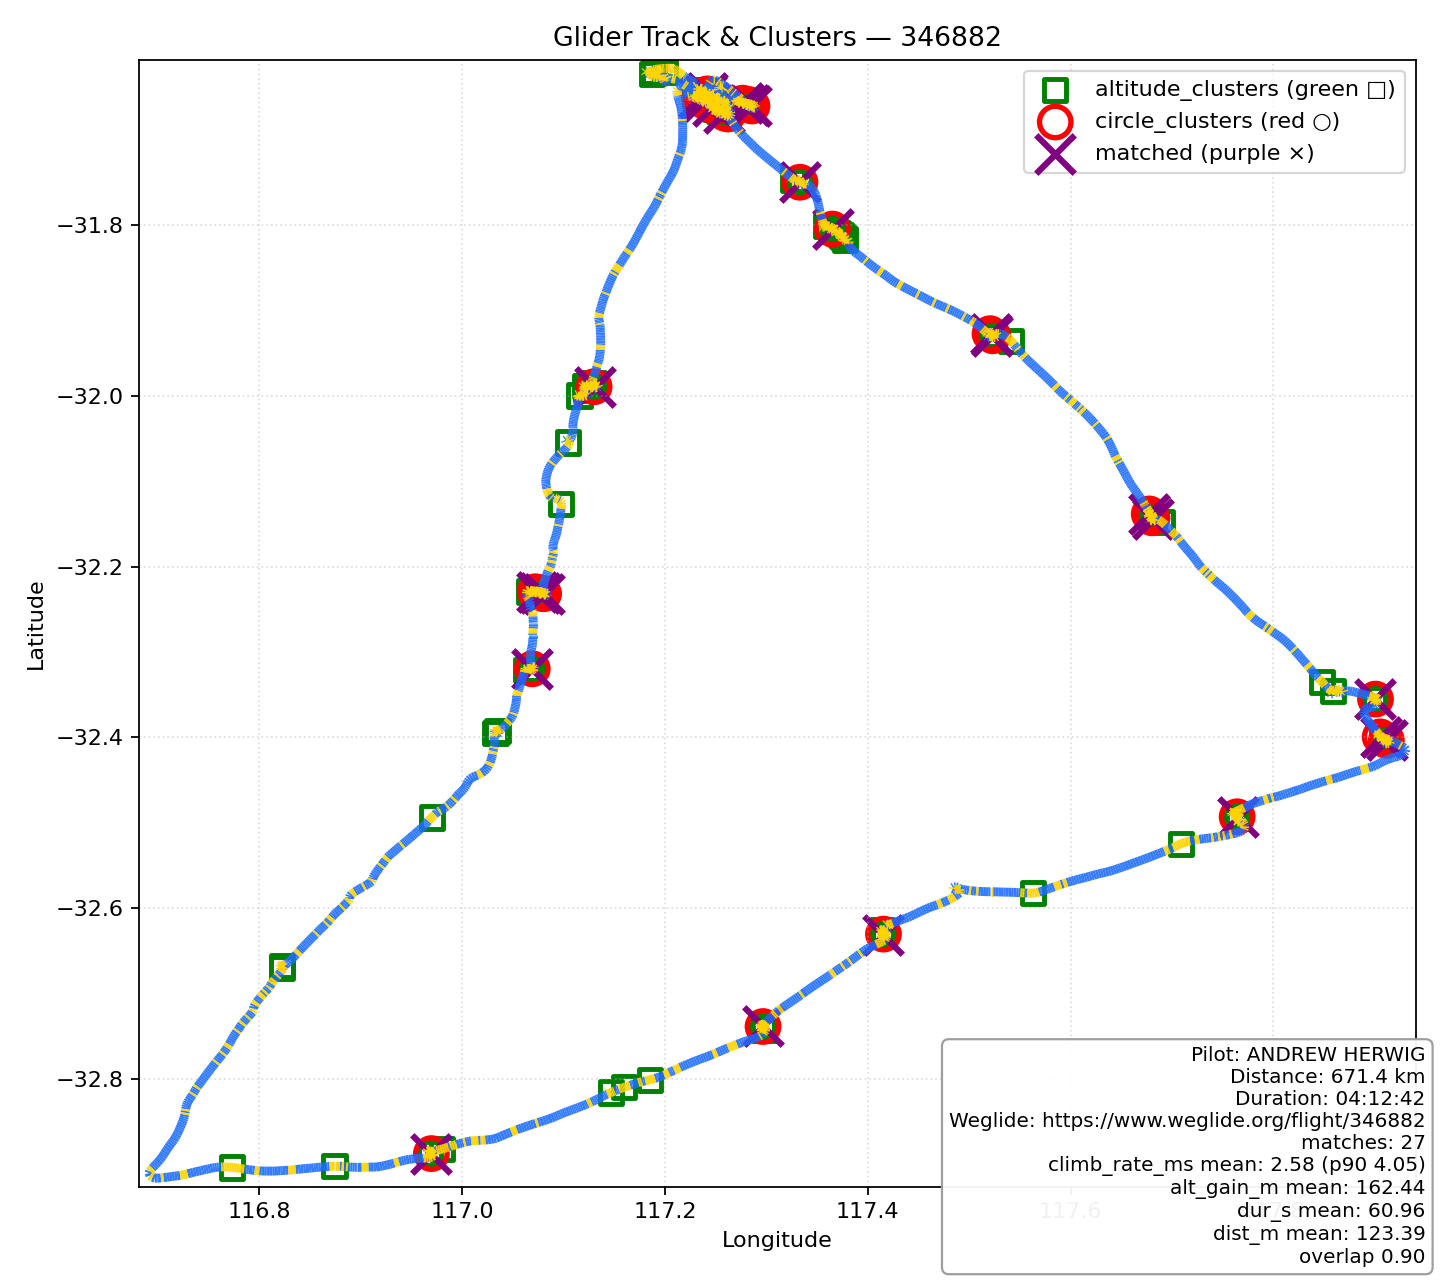 Glider Track & Clusters — 346882
altitude_clusters (green □)
circle_clusters (red ○)
matched (purple ×)
Latitude
−31.8
−32.0
−32.2
−32.4
−32.6
−32.8
116.8
117.0
117.2
117.4
117.6
Longitude
Pilot: ANDREW HERWIG
Distance: 671.4 km
Duration: 04:12:42
Weglide: https://www.weglide.org/flight/346882
matches: 27
climb_rate_ms mean: 2.58 (p90 4.05)
alt_gain_m mean: 162.44
dur_s mean: 60.96
dist_m mean: 123.39
overlap 0.90